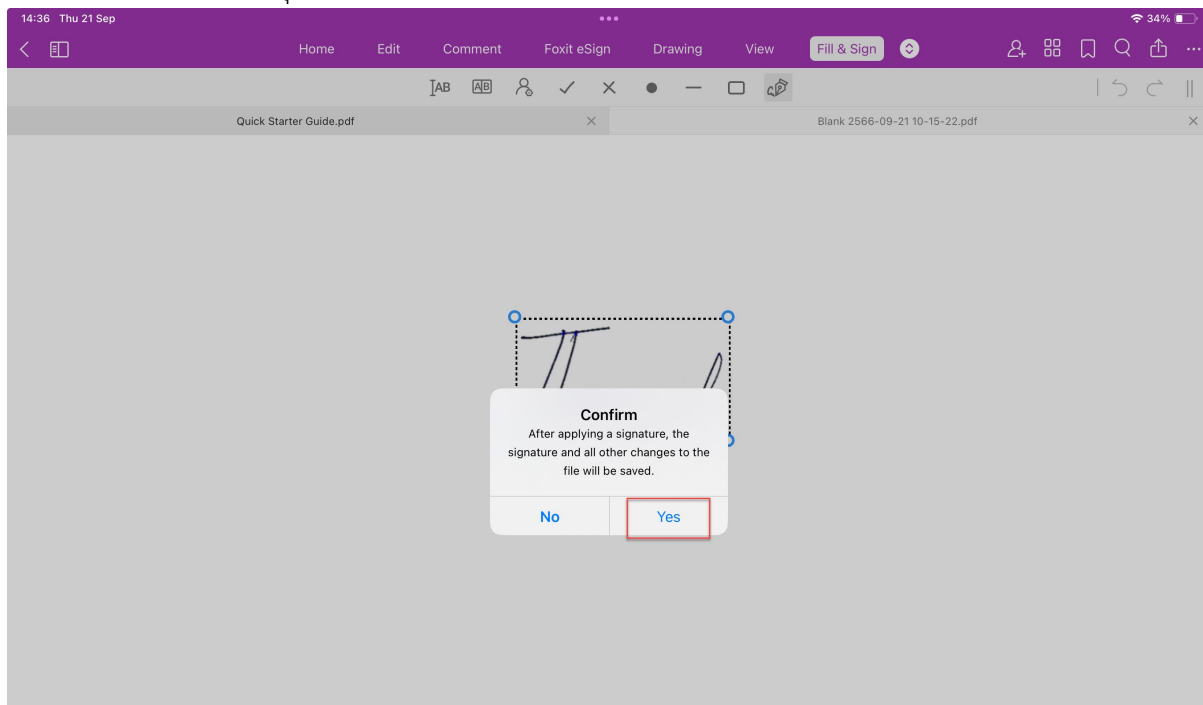 14:36 Thu 21 Sep
34%
Home Edit Comment Foxit eSign Drawing View Fill & Sign
AB AB
Quick Starter Guide.pdf
Blank 2566-09-21 10-15-22.pdf
Confirm
After applying a signature, the
signature and all other changes to the
file will be saved.
No Yes